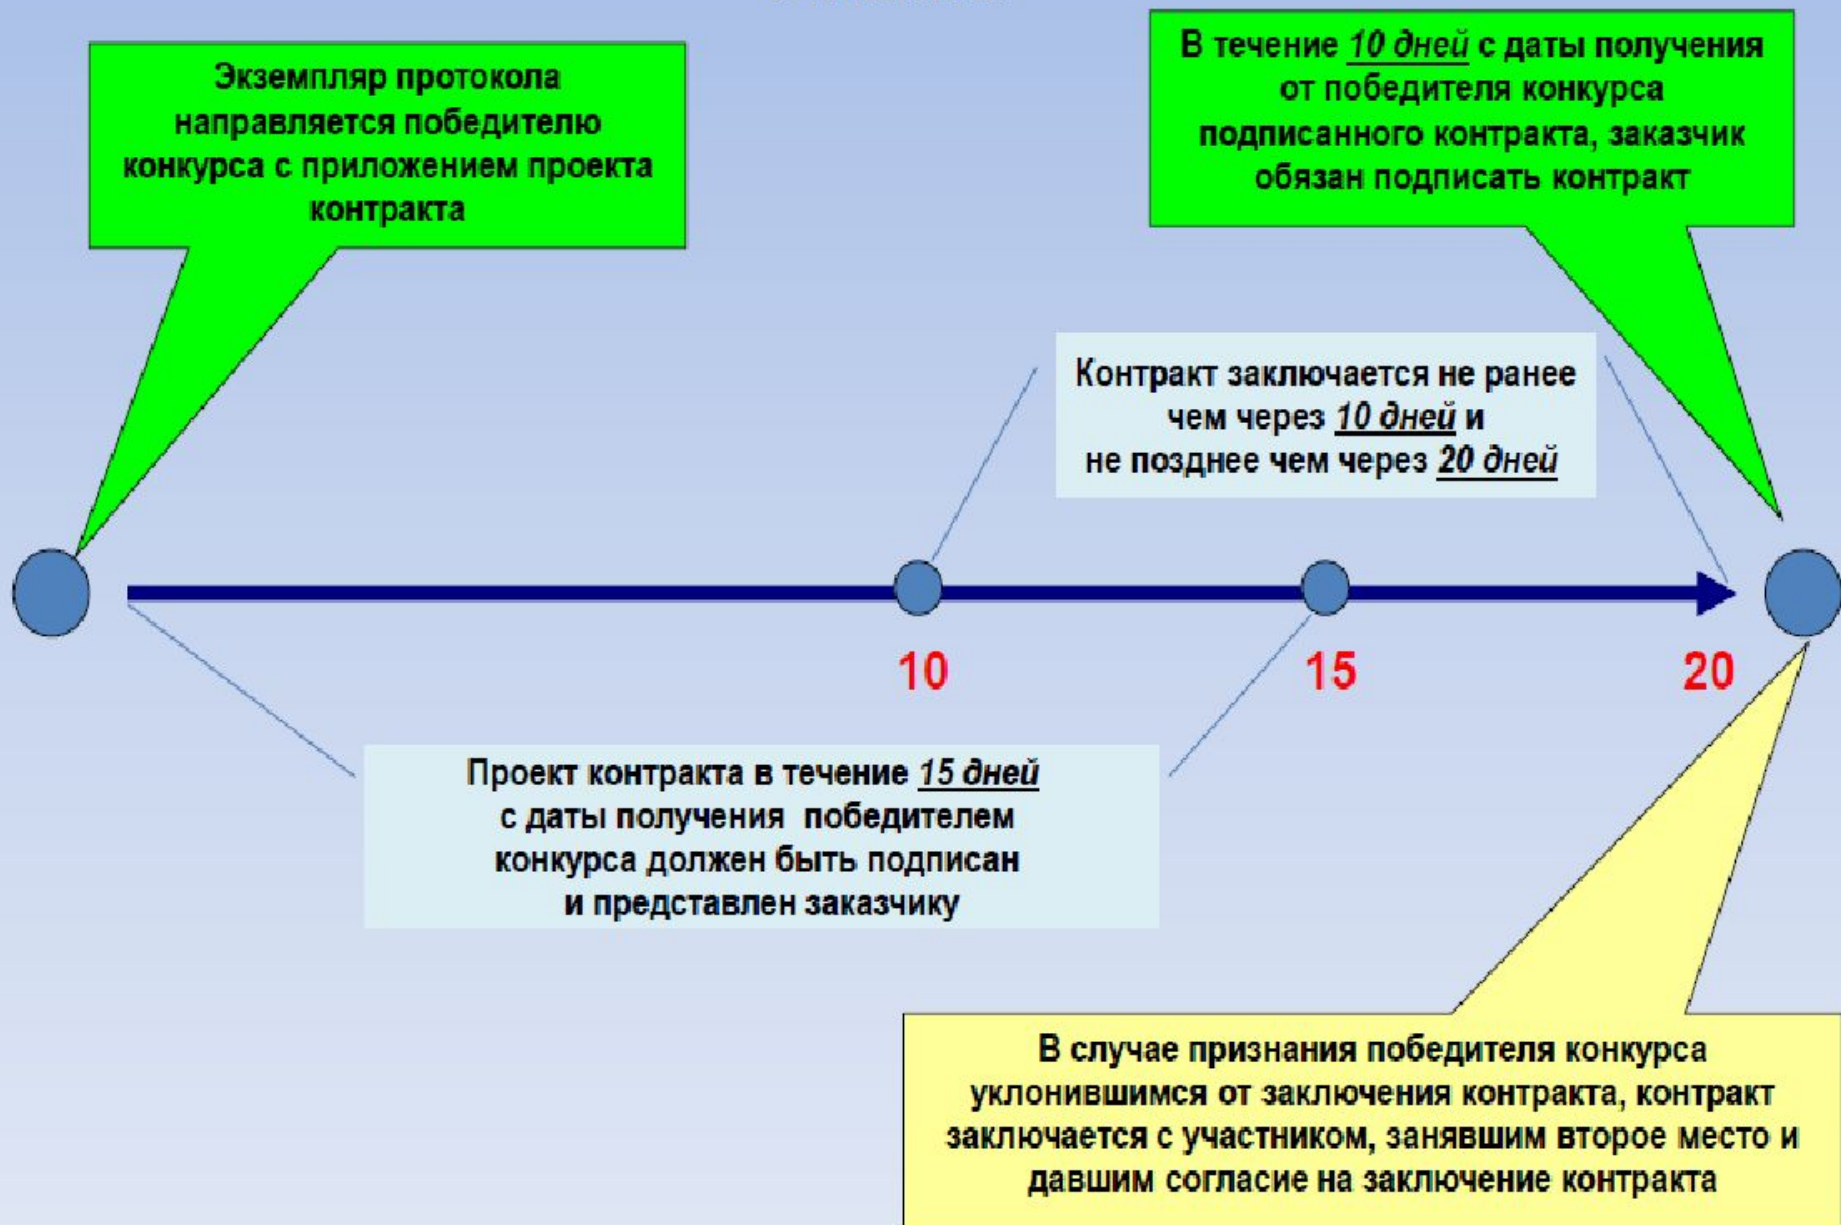 Экземпляр протокола
направляется победителю
конкурса с приложением проекта
контракта
В течение 10 дней с даты получения
от победителя конкурса
подписанного контракта, заказчик
обязан подписать контракт
Контракт заключается не ранее
чем через 10 дней и
не позднее чем через 20 дней
10
15
20
Проект контракта в течение 15 дней
с даты получения победителем
конкурса должен быть подписан
и представлен заказчику
В случае признания победителя конкурса
уклонившимся от заключения контракта, контракт
заключается с участником, занявшим второе место и
давшим согласие на заключение контракта